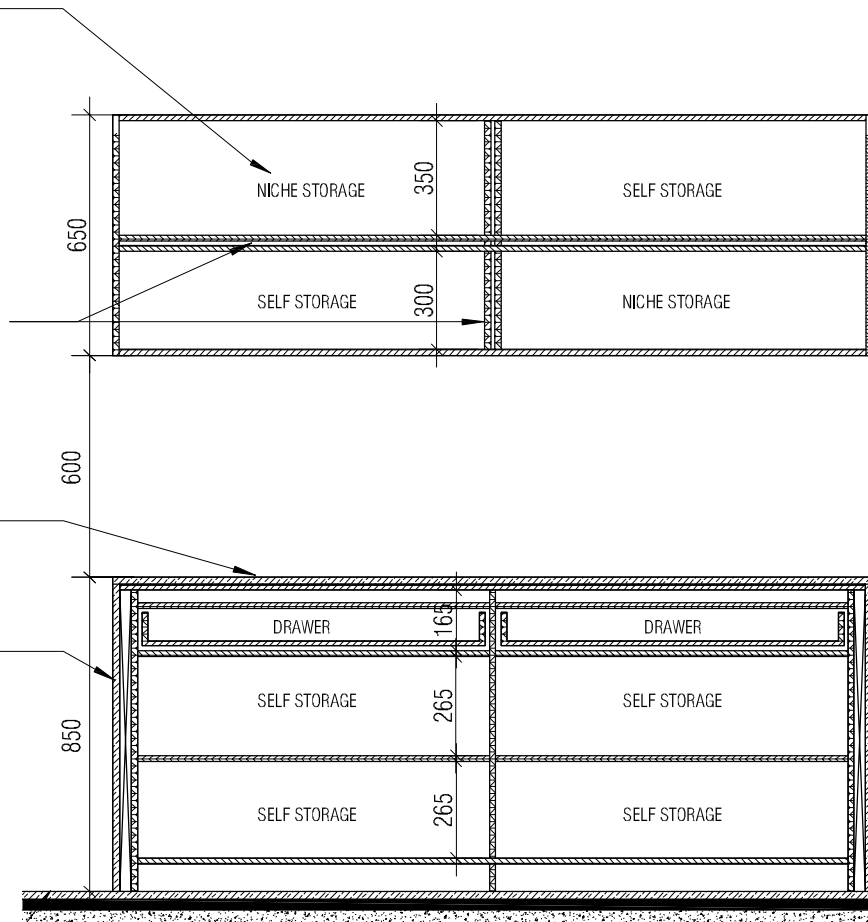 350
NICHE STORAGE
SELF STORAGE
650
SELF STORAGE
300
NICHE STORAGE
600
165
DRAWER
DRAWER
SELF STORAGE
265
SELF STORAGE
850
SELF STORAGE
265
SELF STORAGE